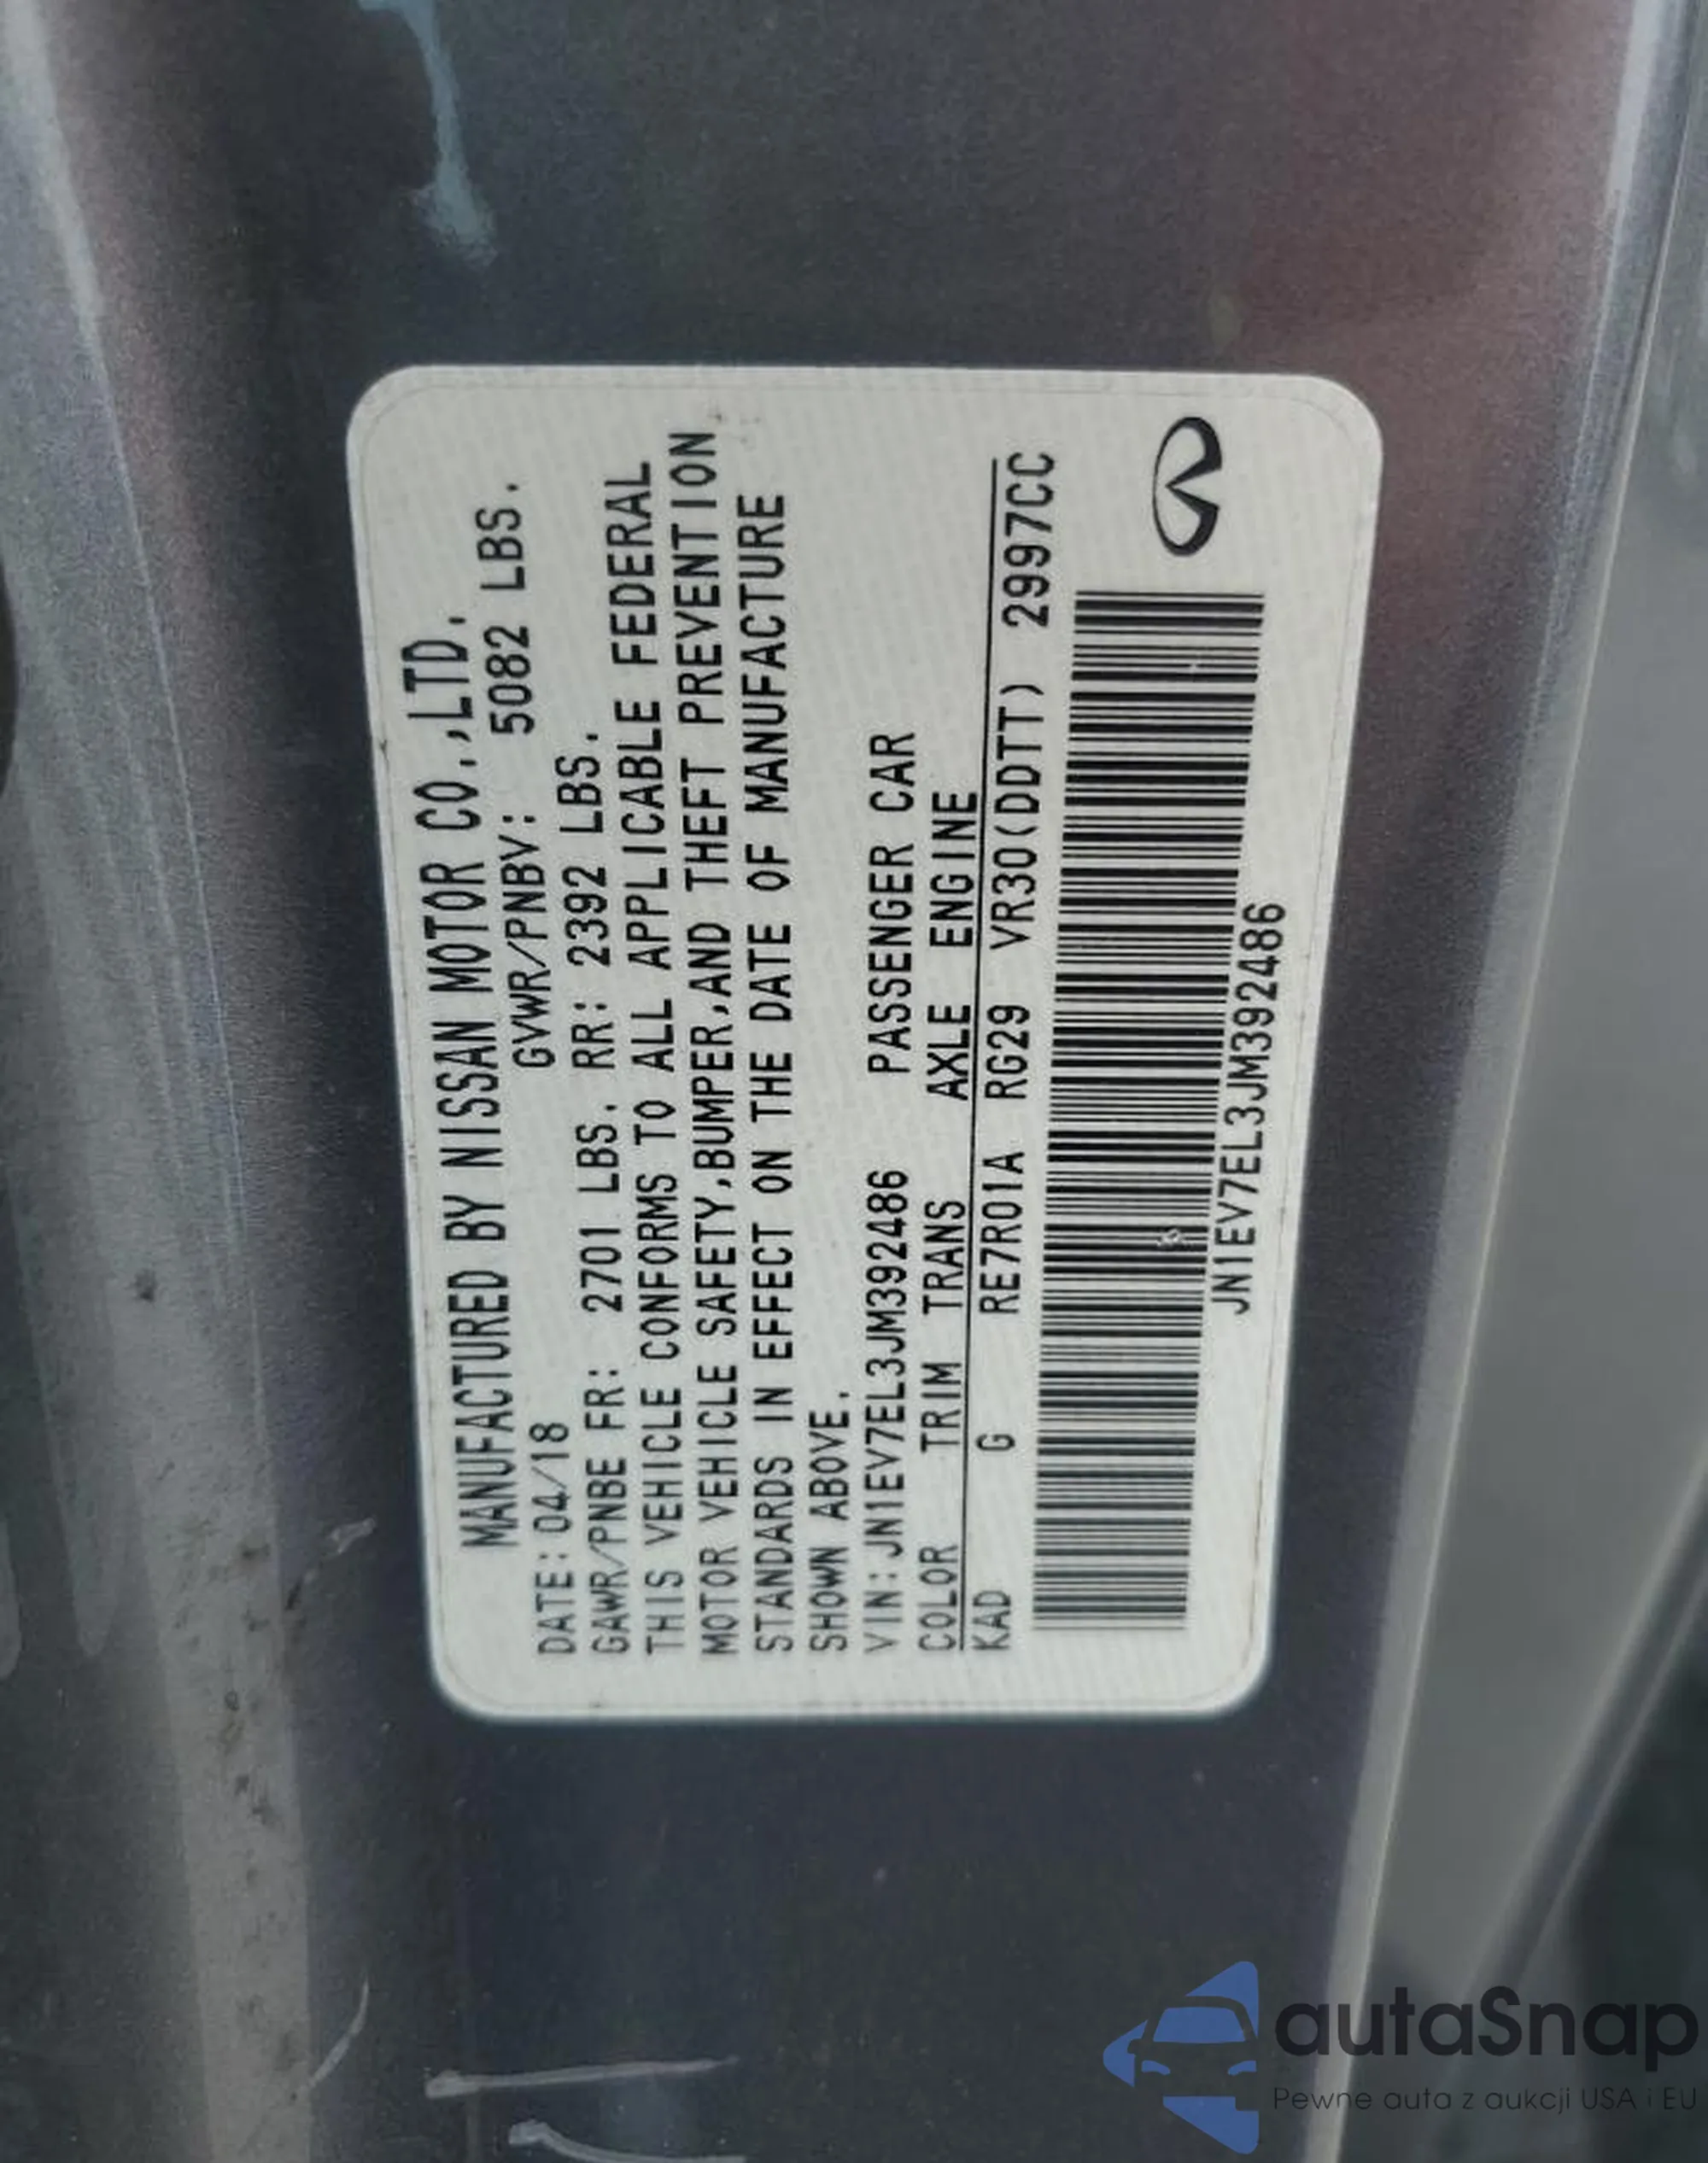 MANUFACTURED BY NISSAN MOTOR CO.,LTD.
DATE: 04/18 GVWR/PNBV: 5082 LBS.
GAWR/PNBE FR: 2701 LBS. RR: 2392 LBS.
THIS VEHICLE CONFORMS TO ALL APPLICABLE FEDERAL
MOTOR VEHICLE SAFETY,BUMPER,AND THEFT PREVENTION
STANDARDS IN EFFECT ON THE DATE OF MANUFACTURE
SHOWN ABOVE.
VIN:JN1EV7EL3JM392486 PASSENGER CAR
COLOR TRIM TRANS AXLE ENGINE
KAD G RE7R01A RG29 VR30(DDTT) 2997CC
JN1EV7EL3JM392486
autaSnap
Pewne auta z aukcji USA i EU